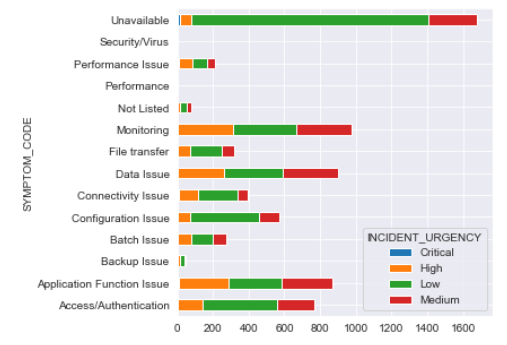 Unavailable
Security/Virus
Performance Issue
Performance
Not Listed
Monitoring
File transfer
Data Issue
Connectivity Issue
Configuration Issue
Batch Issue
Backup Issue
Application Function Issue
Access/Authentication
SYMPTOM_CODE
INCIDENT_URGENCY
Critical
High
Low
Medium
0 200 400 600 800 1000 1200 1400 1600